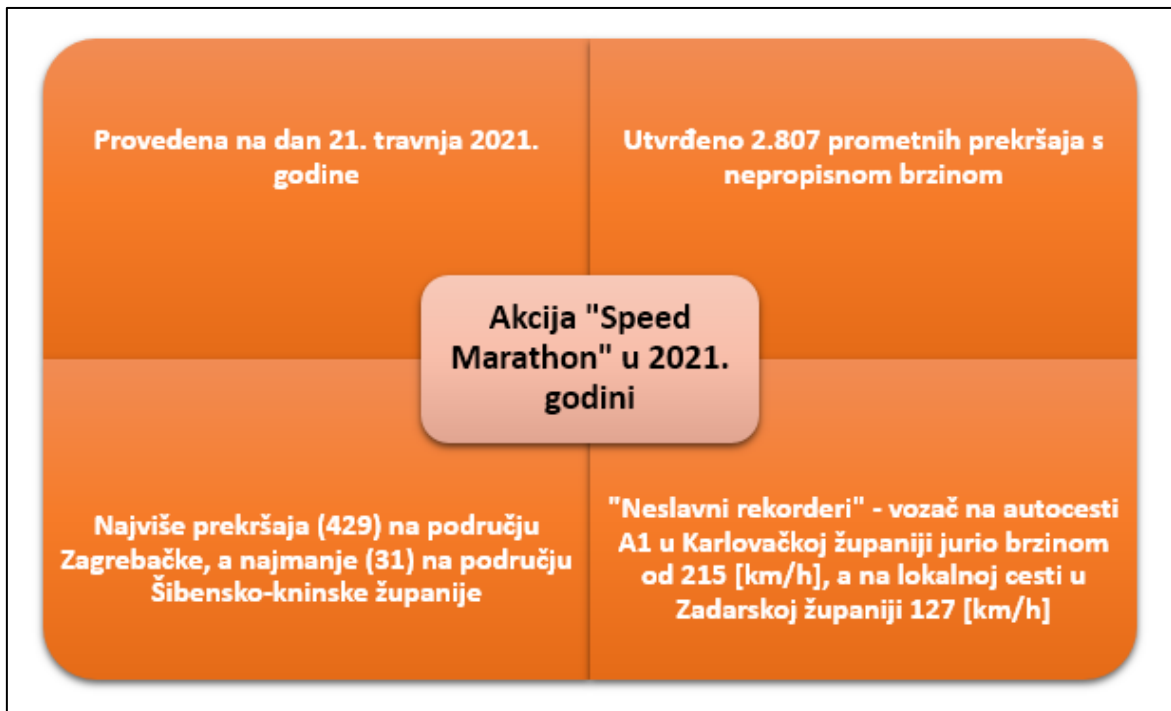 Provedena na dan 21. travnja 2021.
godine
Utvrđeno 2.807 prometnih prekršaja s
nepropisnom brzinom
Akcija "Speed
Marathon" u 2021.
godini
Najviše prekršaja (429) na području
Zagrebačke, a najmanje (31) na području
Šibensko-kninske županije
"Neslavni rekorderi" - vozač na autocesti
A1 u Karlovačkoj županiji jurio brzinom
od 215 [km/h], a na lokalnoj cesti u
Zadarskoj županiji 127 [km/h]